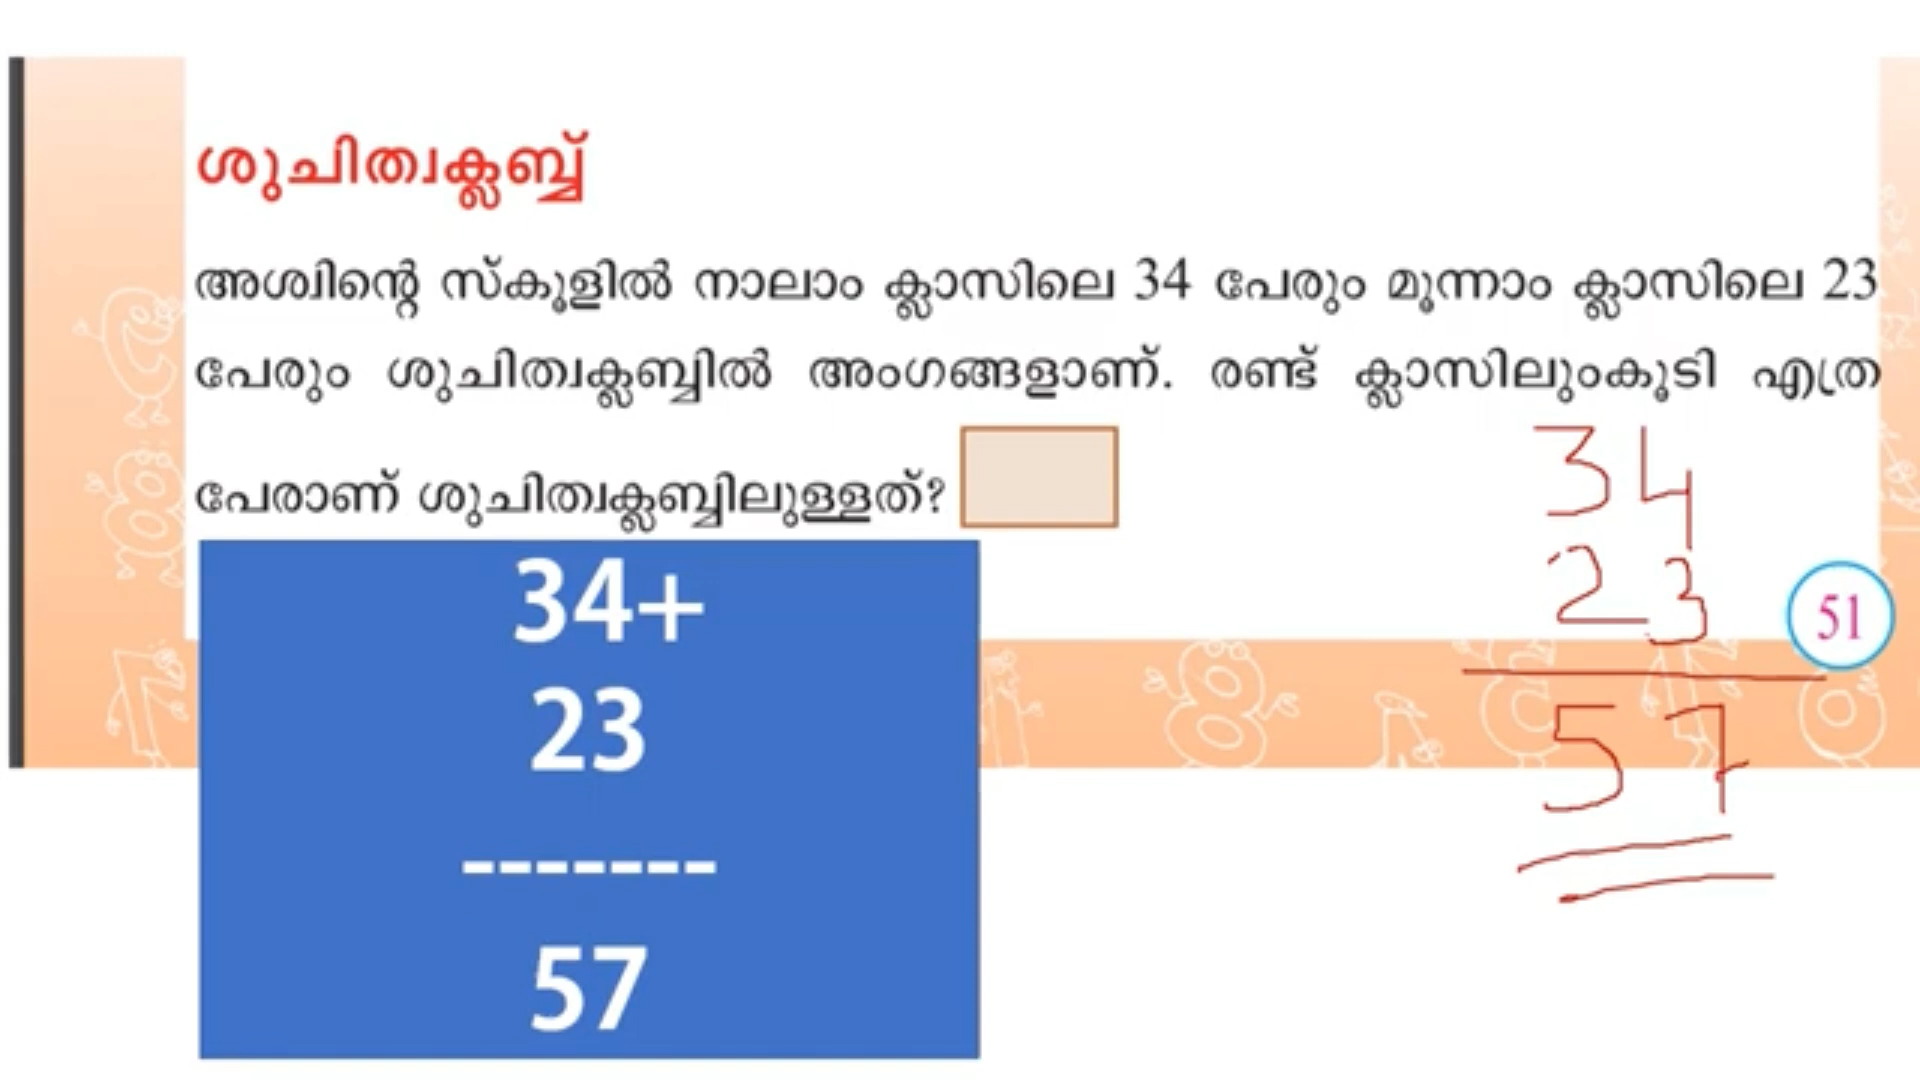 ശുചിത്വക്ലബ്ബ്
അശ്വിന്റെ സ്കൂളിൽ നാലാം ക്ലാസിലെ 34 പേരും മൂന്നാം ക്ലാസിലെ 23
പേരും ശുചിത്വക്ലബ്ബിൽ അംഗങ്ങളാണ്. രണ്ട് ക്ലാസിലുംകൂടി എത്ര
പേരാണ് ശുചിത്വക്ലബ്ബിലുള്ളത്?
34+
23
-------
57
34
23
57
51